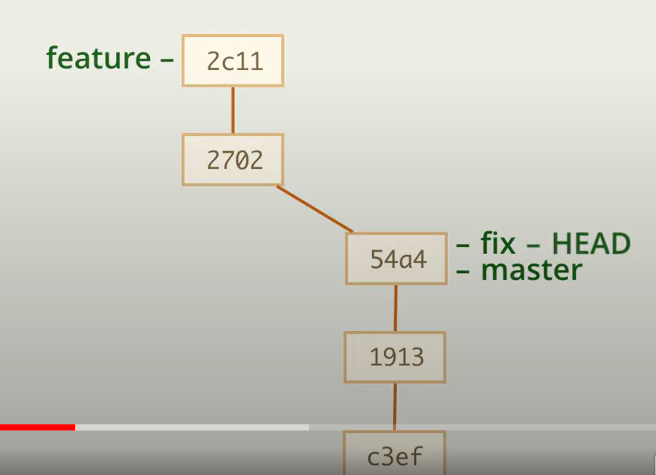 feature – 2c11
2702
54a4 – fix – HEAD
– master
1913
c3ef